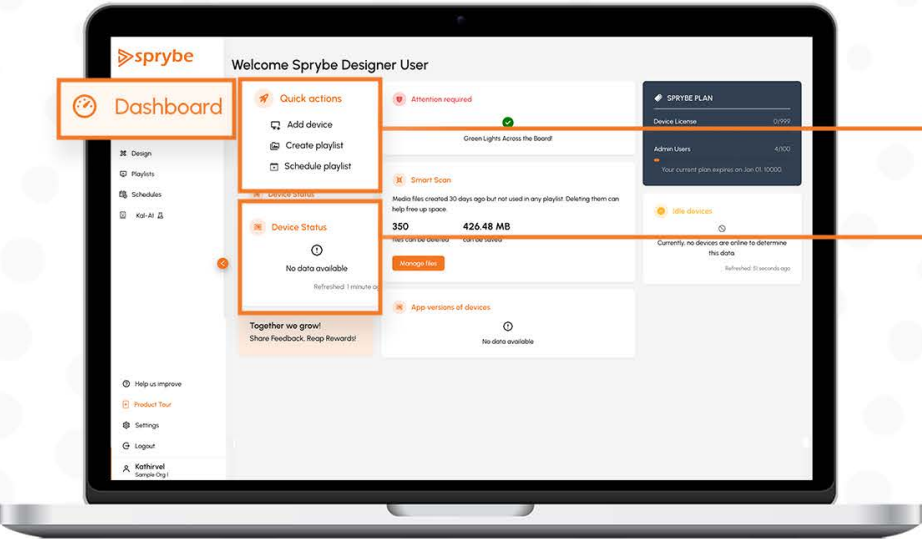 sprybe
Welcome Sprybe Designer User
Dashboard
Design
Playlists
Schedules
Kal-AI
Help us improve
Product Tour
Settings
Logout
Kathirvel
Sample Org 1
Quick actions
Add device
Create playlist
Schedule playlist
Device Status
Device Status
No data available
Refreshed: 1 minute ag
Together we grow!
Share Feedback, Reap Rewards!
Attention required
Green Lights Across the Board!
Smart Scan
Media files created 30 days ago but not used in any playlist. Deleting them can
help free up space.
350 426.48 MB
files can be deleted can be saved
Manage files
App versions of devices
No data available
SPRYBE PLAN
Device License 0/999
Admin Users 4/100
Your current plan expires on Jan 01, 10000.
Idle devices
Currently, no devices are online to determine
this data
Refreshed: 51 seconds ago